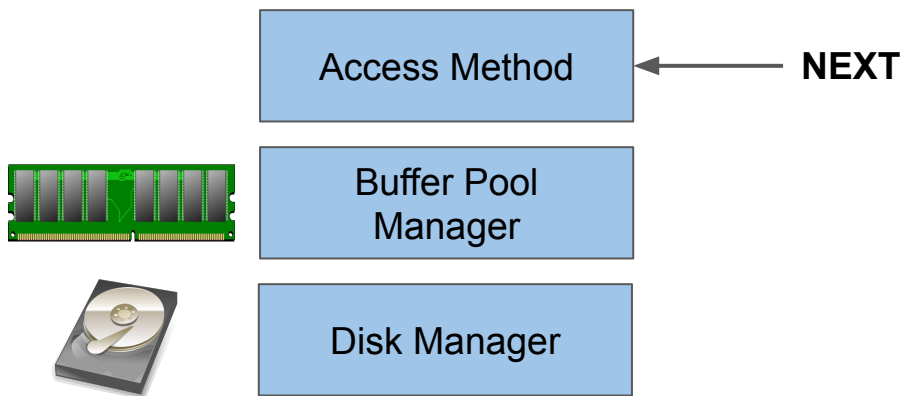 Access Method
NEXT
Buffer Pool
Manager
Disk Manager